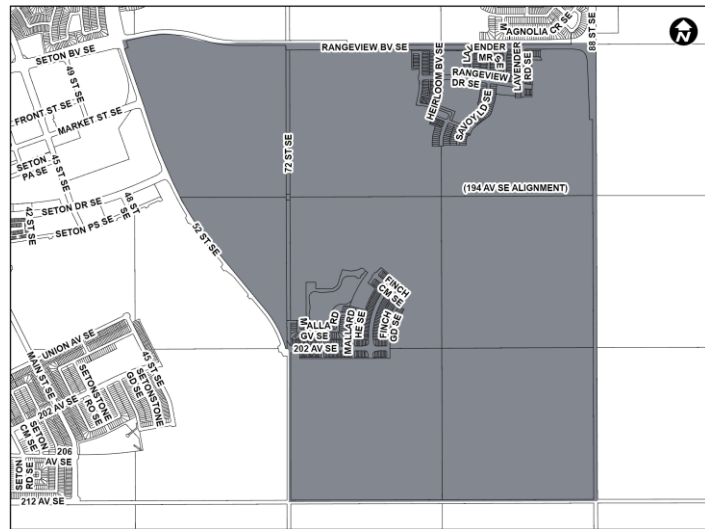 AGNOLIA CR SE
88 ST SE
N
SETON BV SE
RANGEVIEW BV SE
LAVENDER
MR SE
LAVENDER
RD SE
HEIRLOOM BV SE
RANGEVIEW
DR SE
SAVOY LD SE
49 ST SE
FRONT ST SE
MARKET ST SE
45 ST SE
SETON
PA SE
72 ST SE
(194 AV SE ALIGNMENT)
48 ST
SE
42 ST
SE
SETON DR SE
SETON PS SE
52 ST SE
FINCH
CM SE
ALLA
GV SE
RD
MALLARD
HE SE
FINCH
GD SE
202 AV SE
UNION AV SE
45 ST SE
MAIN ST SE
SETONSTONE
GD SE
SETONSTONE
RO SE
202 AV SE
SETON
CM SE
206
AV SE
SETON
RD SE
212 AV SE